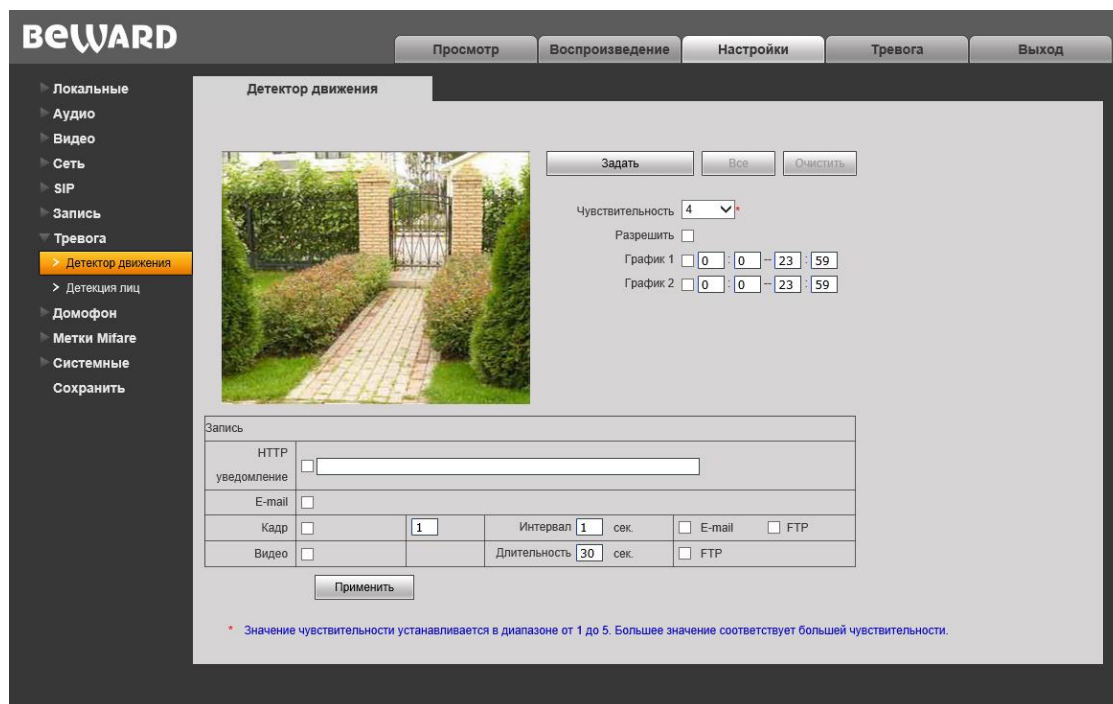 BEWARD
Просмотр Воспроизведение Настройки Тревога Выход
Локальные
Аудио
Видео
Сеть
SIP
Запись
Тревога
> Детектор движения
> Детекция лиц
Домофон
Метки Mifare
Системные
Сохранить
Детектор движения
Задать Все Очистить
Чувствительность 4 *
Разрешить
График 1 0 : 0 -- 23 : 59
График 2 0 : 0 -- 23 : 59
Запись
HTTP
уведомление
E-mail
Кадр 1 Интервал 1 сек. E-mail FTP
Видео Длительность 30 сек. FTP
Применить
* Значение чувствительности устанавливается в диапазоне от 1 до 5. Большее значение соответствует большей чувствительности.